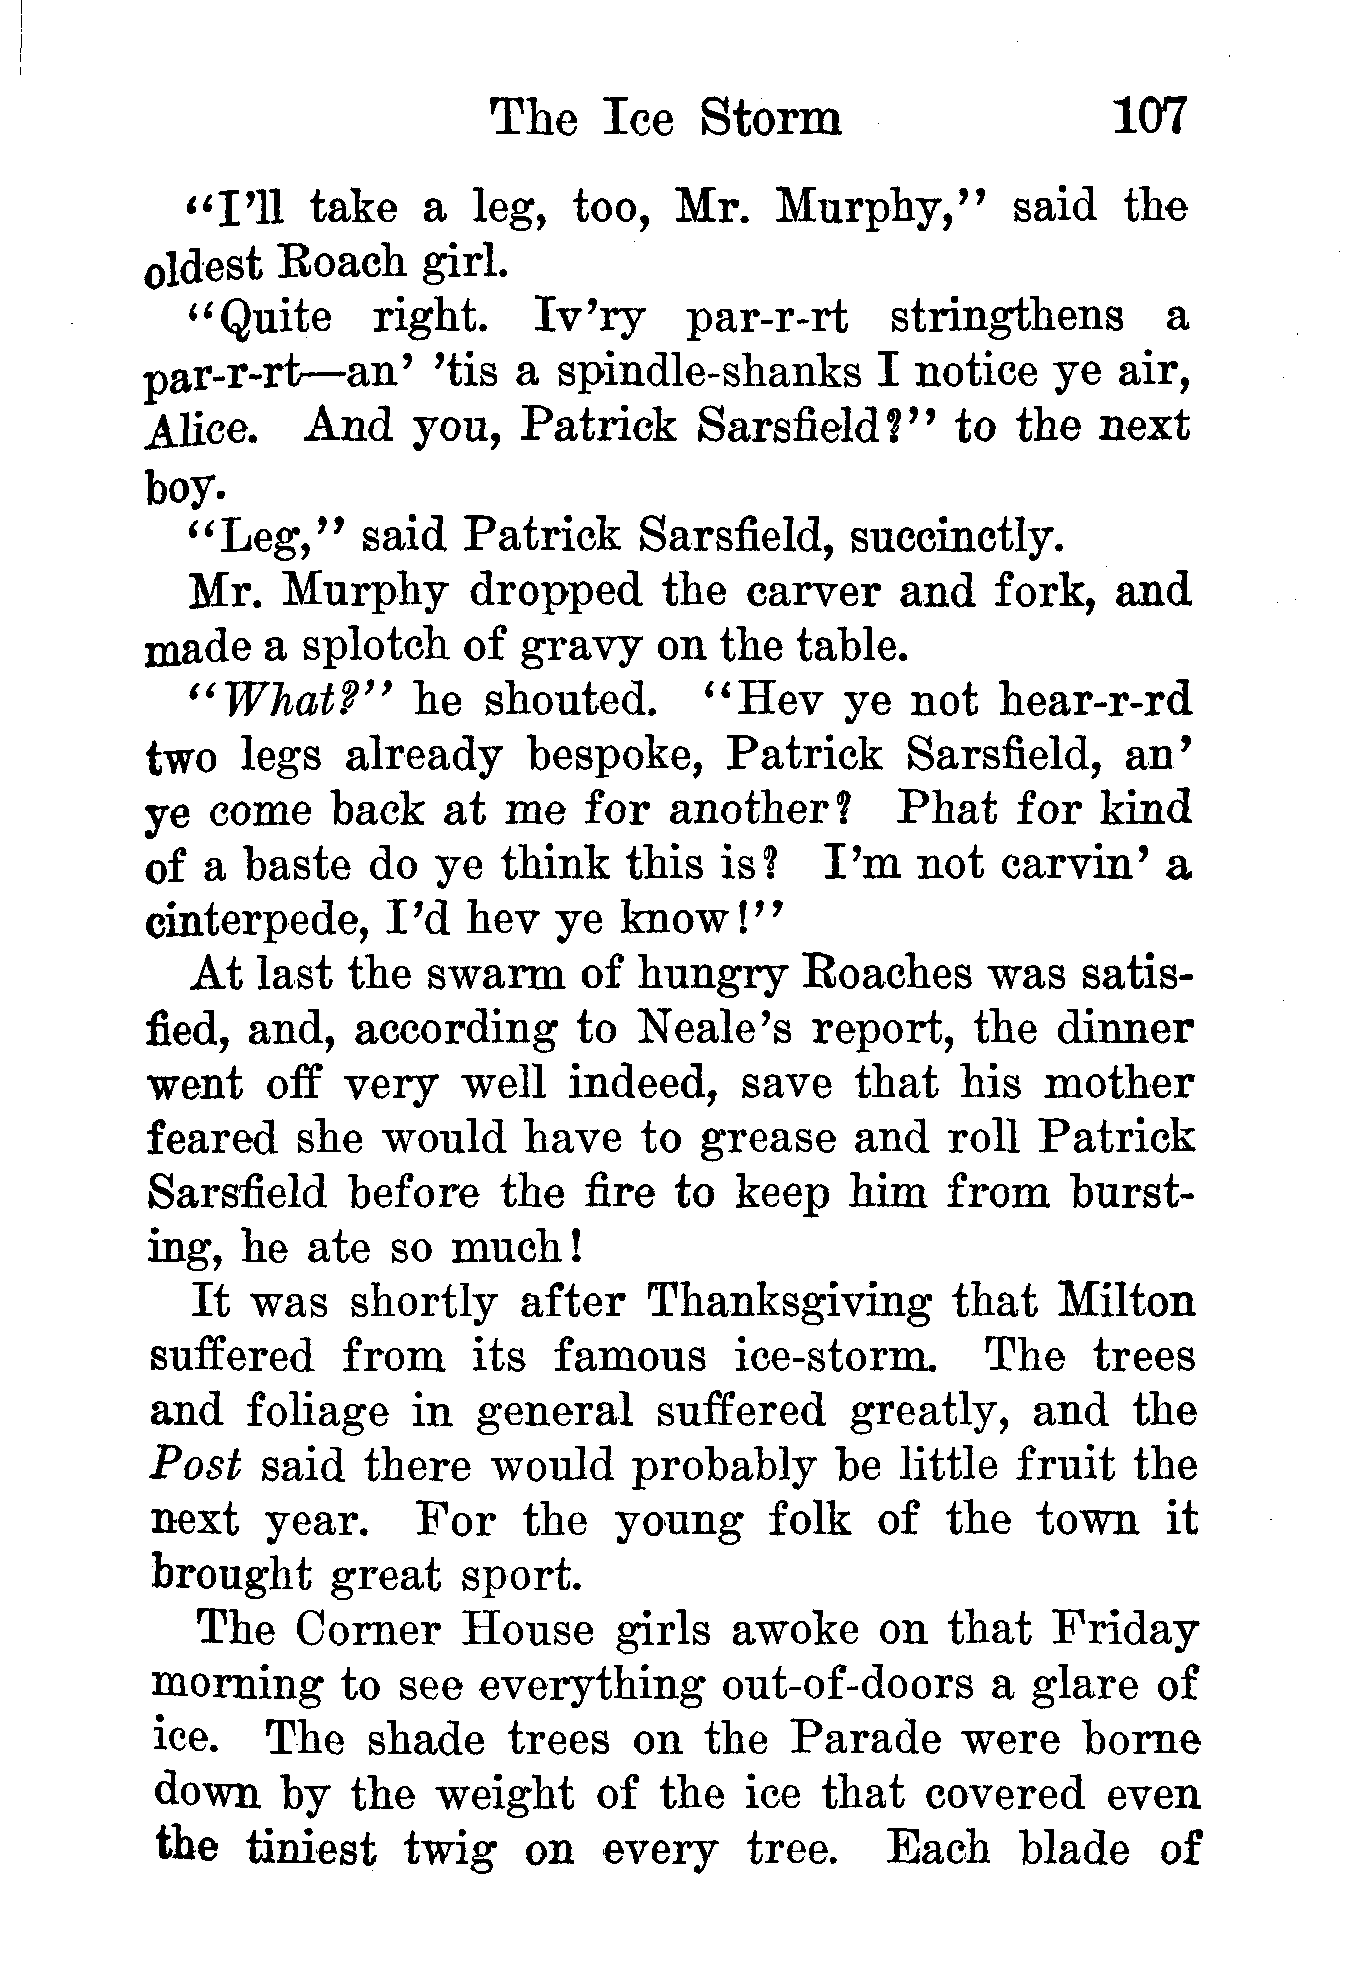 The Ice Storm 107
"I'll take a leg, too, Mr. Murphy," said the
oldest Roach girl.
"Quite right. Iv'ry par-r-rt stringthens a
par-r-rt—an' 'tis a spindle-shanks I notice ye air,
Alice. And you, Patrick Sarsfield?" to the next
boy.
"Leg," said Patrick Sarsfield, succinctly.
Mr. Murphy dropped the carver and fork, and
made a splotch of gravy on the table.
"What?" he shouted. "Hev ye not hear-r-rd
two legs already bespoke, Patrick Sarsfield, an'
ye come back at me for another? Phat for kind
of a baste do ye think this is? I'm not carvin' a
cinterpede, I'd hev ye know!"
At last the swarm of hungry Roaches was satis-
fied, and, according to Neale's report, the dinner
went off very well indeed, save that his mother
feared she would have to grease and roll Patrick
Sarsfield before the fire to keep him from burst-
ing, he ate so much!
It was shortly after Thanksgiving that Milton
suffered from its famous ice-storm. The trees
and foliage in general suffered greatly, and the
Post said there would probably be little fruit the
next year. For the young folk of the town it
brought great sport.
The Corner House girls awoke on that Friday
morning to see everything out-of-doors a glare of
ice. The shade trees on the Parade were borne
down by the weight of the ice that covered even
the tiniest twig on every tree. Each blade of